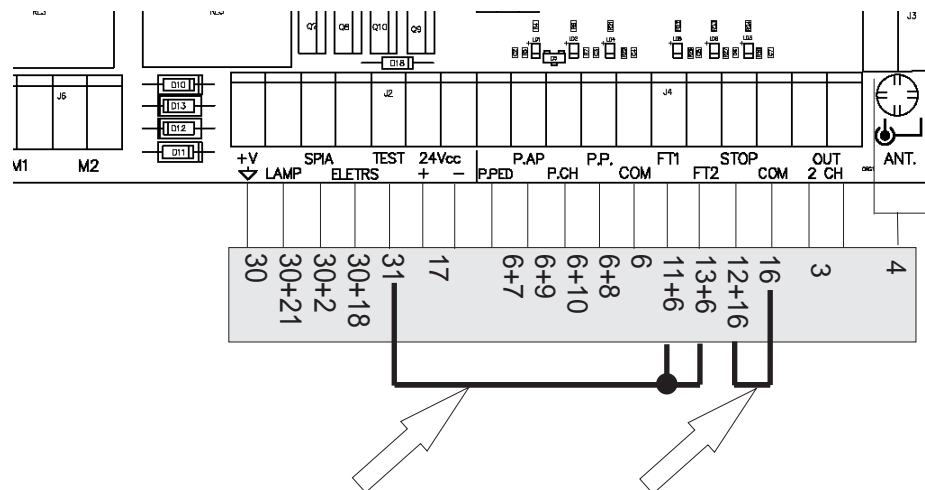 J3
Q7 Q8 Q10 Q9
D18
J5
D10
D13
D12
D11
J2
J4
M1 M2
+V SPIA TEST 24Vcc P.AP P.P. FT1 STOP OUT ANT.
LAMP ELETRS + − P.PED P.CH COM FT2 COM 2 CH
30
30+21
30+2
30+18
31
17
6+7
6+9
6+10
6+8
6
11+6
13+6
12+16
16
3
4